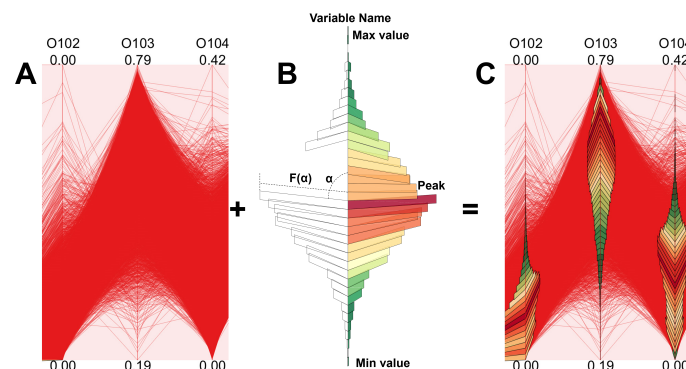 A
O102 O103 O104
0.00 0.79 0.42
0.00 0.19 0.00
+
B
Variable Name
Max value
F(α) α
Peak
Min value
=
C
O102 O103 O104
0.00 0.79 0.42
0.00 0.19 0.00